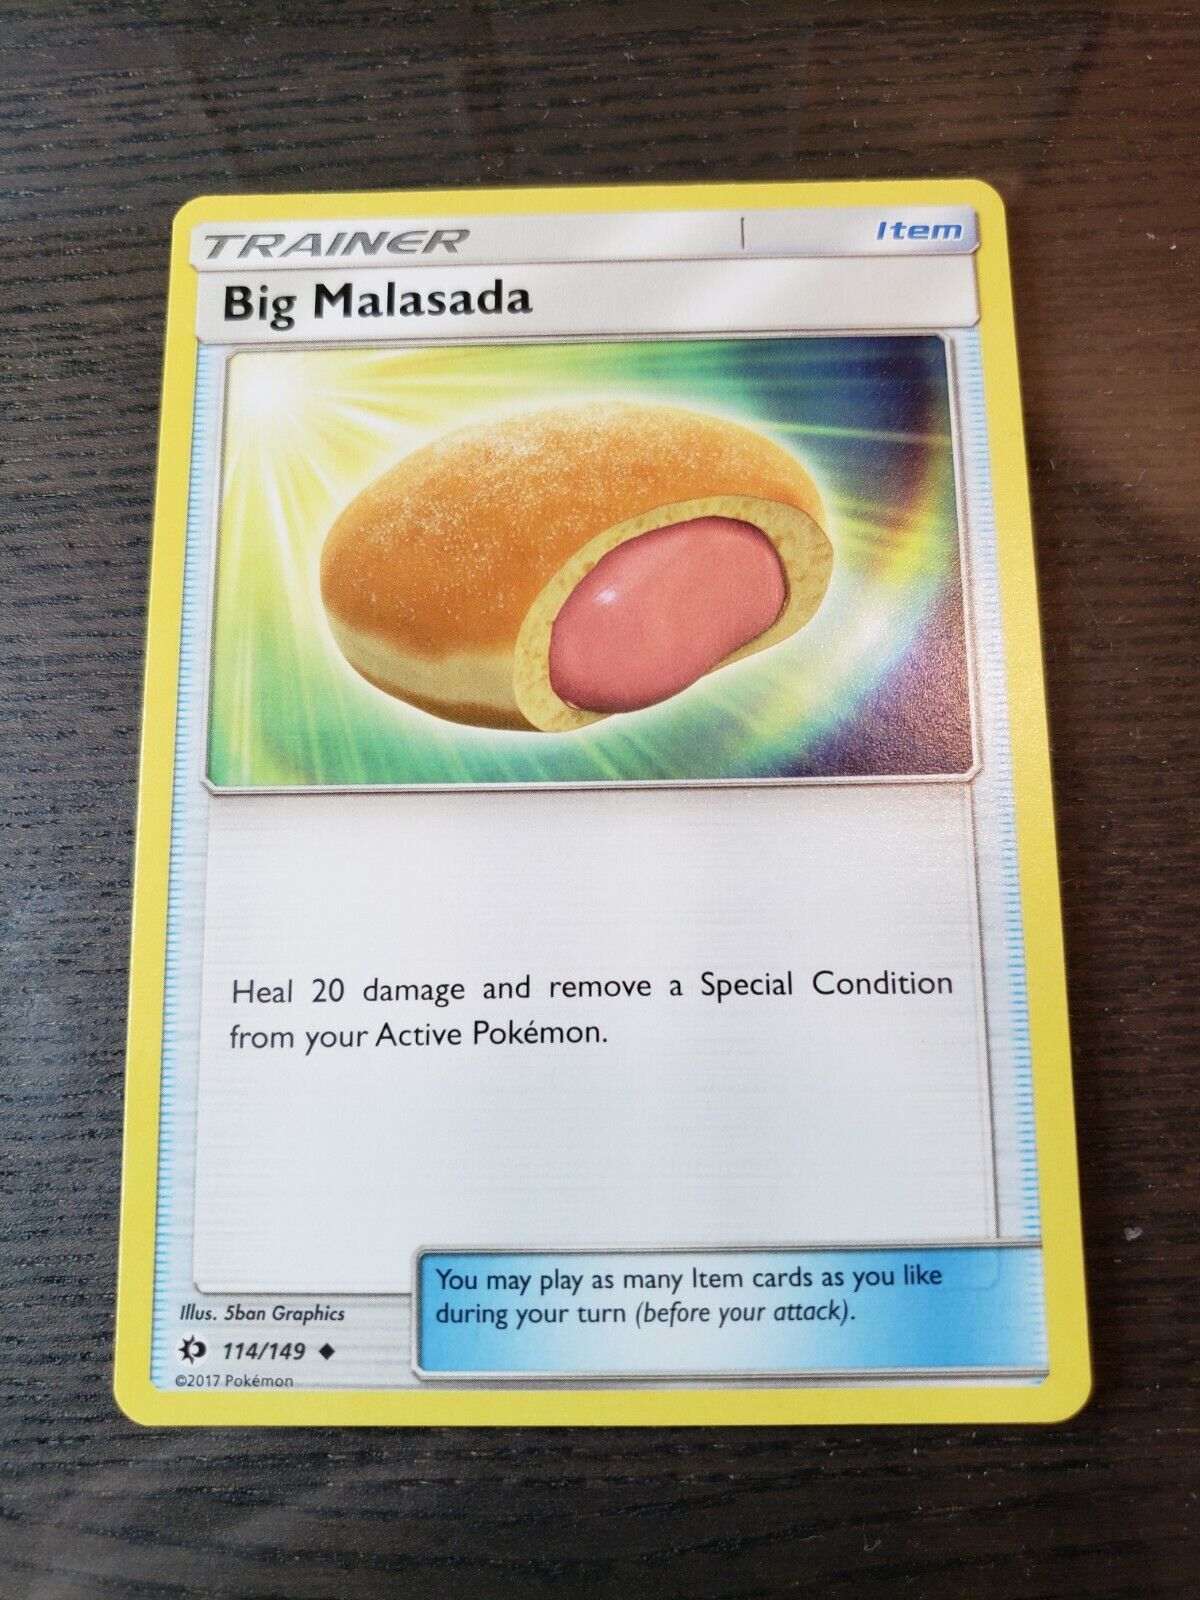 TRAINER
Item
Big Malasada
Heal 20 damage and remove a Special Condition
from your Active Pokémon.
You may play as many Item cards as you like
during your turn (before your attack).
Illus. 5ban Graphics
114/149 ◆
©2017 Pokémon